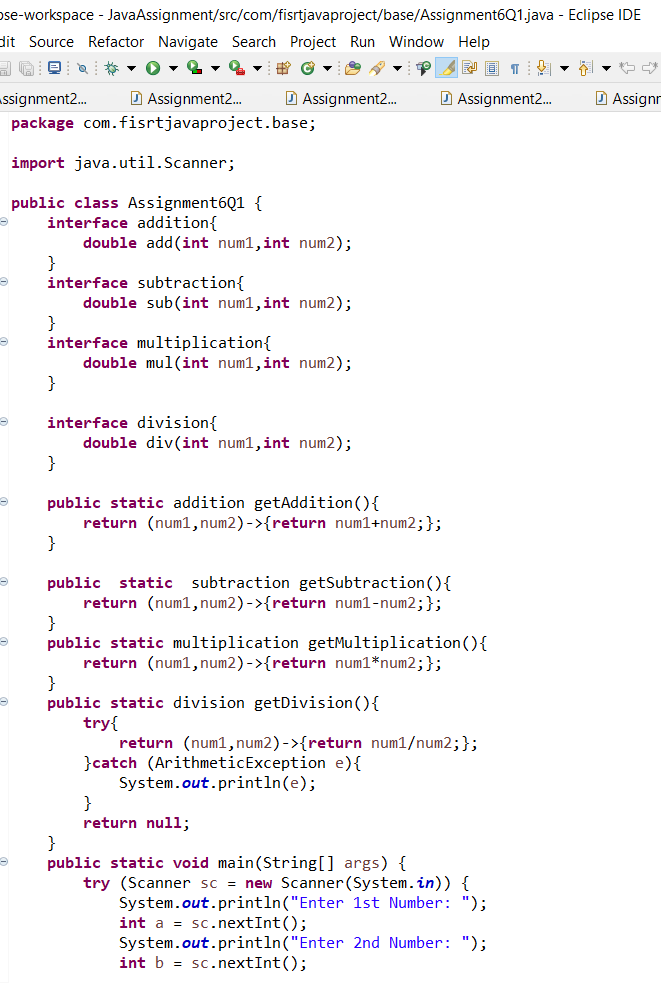 pse-workspace - JavaAssignment/src/com/fisrtjavaproject/base/Assignment6Q1.java - Eclipse IDE
dit Source Refactor Navigate Search Project Run Window Help
Assignment2... Assignment2... Assignment2... Assignment2... Assignn
package com.fisrtjavaproject.base;
import java.util.Scanner;
public class Assignment6Q1 {
interface addition{
double add(int num1,int num2);
}
interface subtraction{
double sub(int num1,int num2);
}
interface multiplication{
double mul(int num1,int num2);
}
interface division{
double div(int num1,int num2);
}
public static addition getAddition(){
return (num1,num2)->{return num1+num2;};
}
public  static  subtraction getSubtraction(){
return (num1,num2)->{return num1-num2;};
}
public static multiplication getMultiplication(){
return (num1,num2)->{return num1*num2;};
}
public static division getDivision(){
try{
return (num1,num2)->{return num1/num2;};
}catch (ArithmeticException e){
System.out.println(e);
}
return null;
}
public static void main(String[] args) {
try (Scanner sc = new Scanner(System.in)) {
System.out.println("Enter 1st Number: ");
int a = sc.nextInt();
System.out.println("Enter 2nd Number: ");
int b = sc.nextInt();